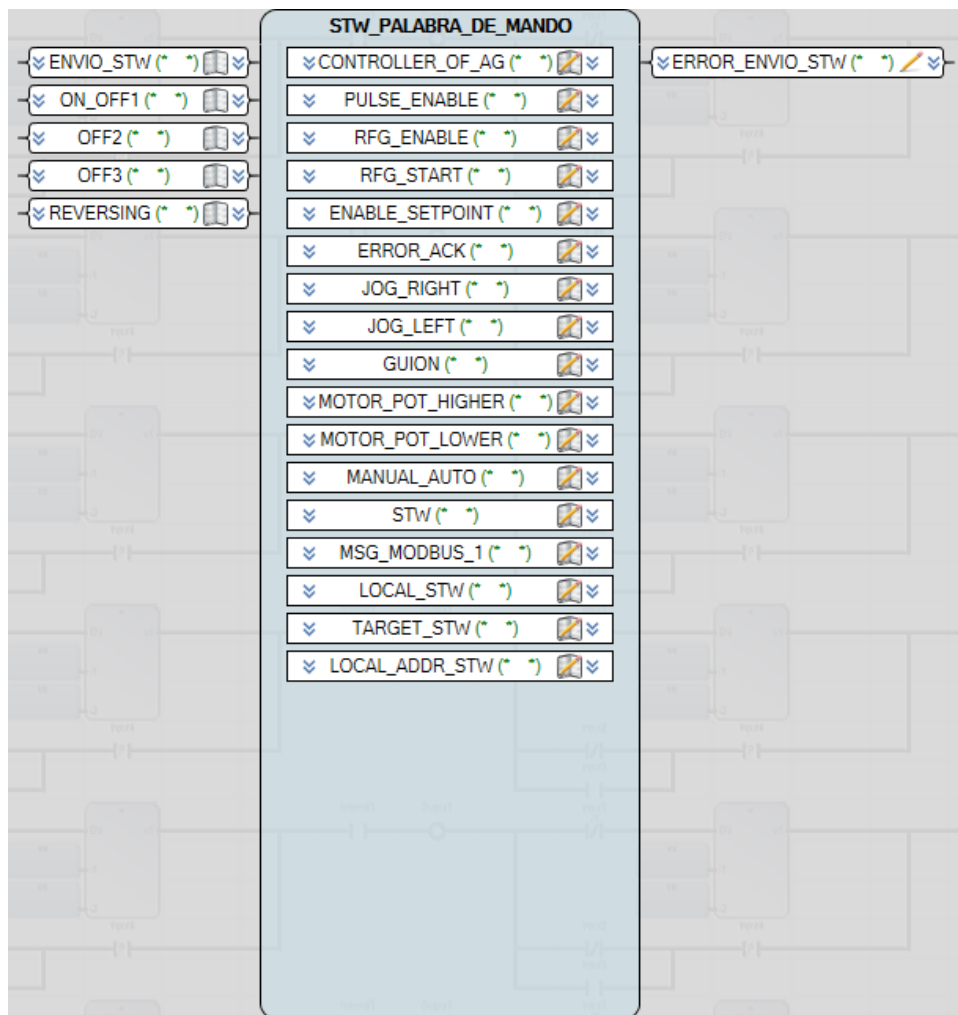 STW_PALABRA_DE_MANDO
ENVIO_STW (* *)
ON_OFF1 (* *)
OFF2 (* *)
OFF3 (* *)
REVERSING (* *)
CONTROLLER_OF_AG (* *)
PULSE_ENABLE (* *)
RFG_ENABLE (* *)
RFG_START (* *)
ENABLE_SETPOINT (* *)
ERROR_ACK (* *)
JOG_RIGHT (* *)
JOG_LEFT (* *)
GUION (* *)
MOTOR_POT_HIGHER (* *)
MOTOR_POT_LOWER (* *)
MANUAL_AUTO (* *)
STW (* *)
MSG_MODBUS_1 (* *)
LOCAL_STW (* *)
TARGET_STW (* *)
LOCAL_ADDR_STW (* *)
ERROR_ENVIO_STW (* *)